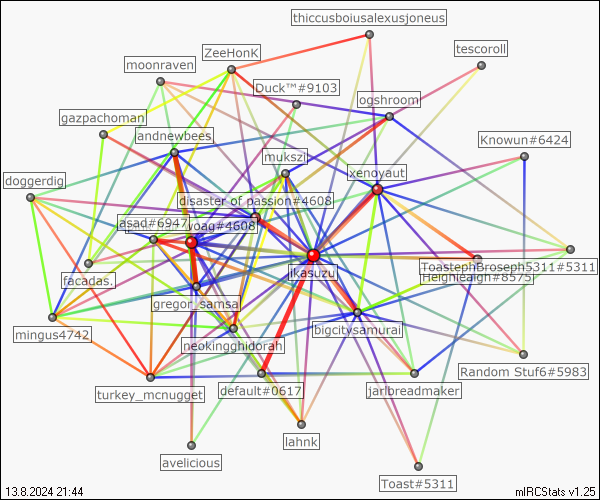 thiccusboiusalexusjoneus
tescoroll
ZeeHonK
moonraven
Duck™#9103
ogshroom
gazpachoman
andnewbees
Knowun#6424
mukszi
xenoyaut
doggerdig
disaster of passion#4608
asad#6947
voag#4608
ToastephBroseph5311#5311
ikasuzu
facadas.
gregor_samsa
bigcitysamurai
mingus4742
neokingghidorah
Random Stuf6#5983
turkey_mcnugget
default#0617
jarlbreadmaker
lahnk
avelicious
Toast#5311
13.8.2024 21:44
mIRCStats v1.25